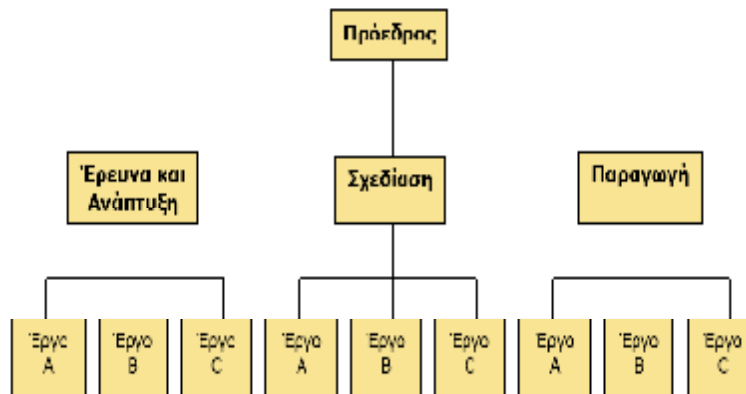 Πρόεδρος
Έρευνα και
Ανάπτυξη
Σχεδίαση
Παραγωγή
Έργο
A
Έργο
B
Έργο
C
Έργο
A
Έργο
B
Έργο
C
Έργο
A
Έργο
B
Έργο
C